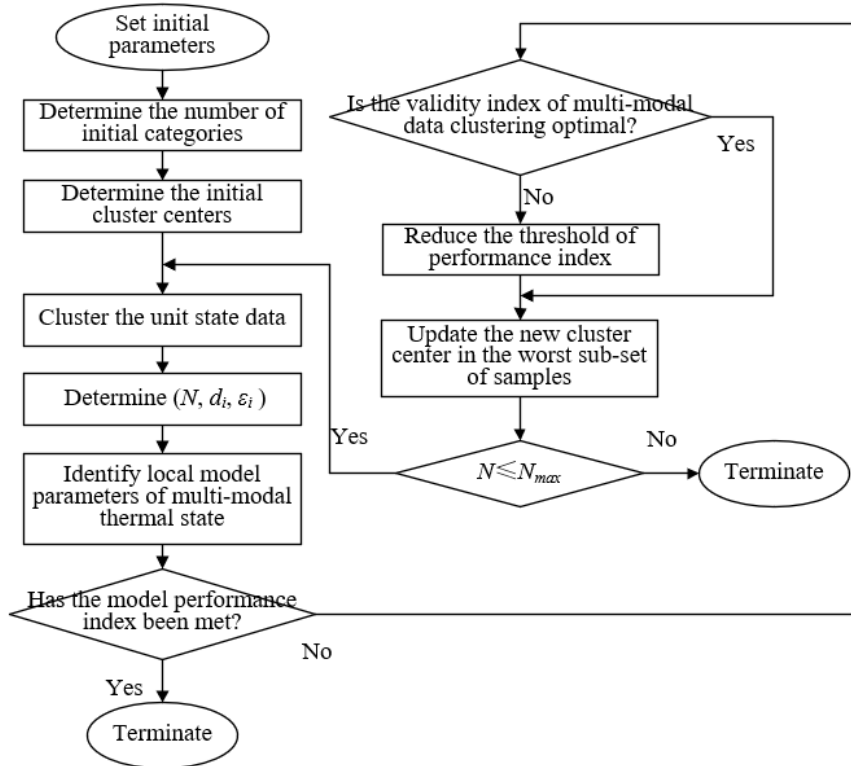 Set initial
parameters
Determine the number of
initial categories
Determine the initial
cluster centers
Cluster the unit state data
Determine (N, dᵢ, εᵢ )
Identify local model
parameters of multi-modal
thermal state
Has the model performance
index been met?
No
Yes
Terminate
Is the validity index of multi-modal
data clustering optimal?
Yes
No
Reduce the threshold of
performance index
Update the new cluster
center in the worst sub-set
of samples
Yes
No
N≤Nmax
Terminate